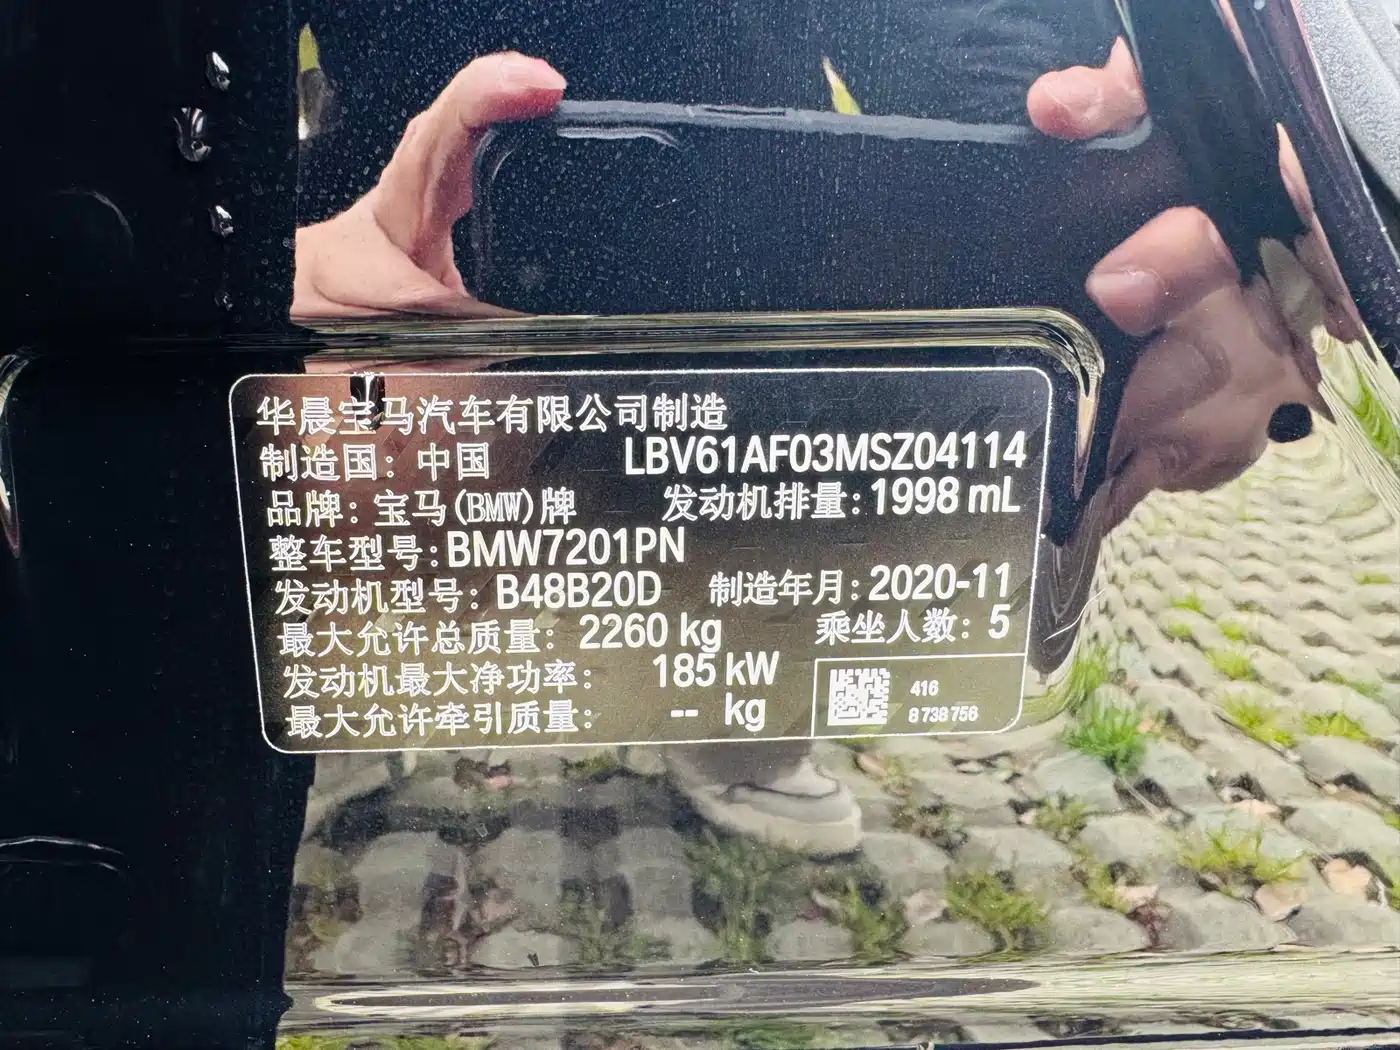 华晨宝马汽车有限公司制造
制造国：中国 LBV61AF03MSZ04114
品牌：宝马(BMW)牌 发动机排量：1998 mL
整车型号：BMW7201PN
发动机型号：B48B20D 制造年月：2020-11
最大允许总质量：2260 kg 乘坐人数：5
发动机最大净功率：185 kW
最大允许牵引质量：-- kg
416
8 738 756